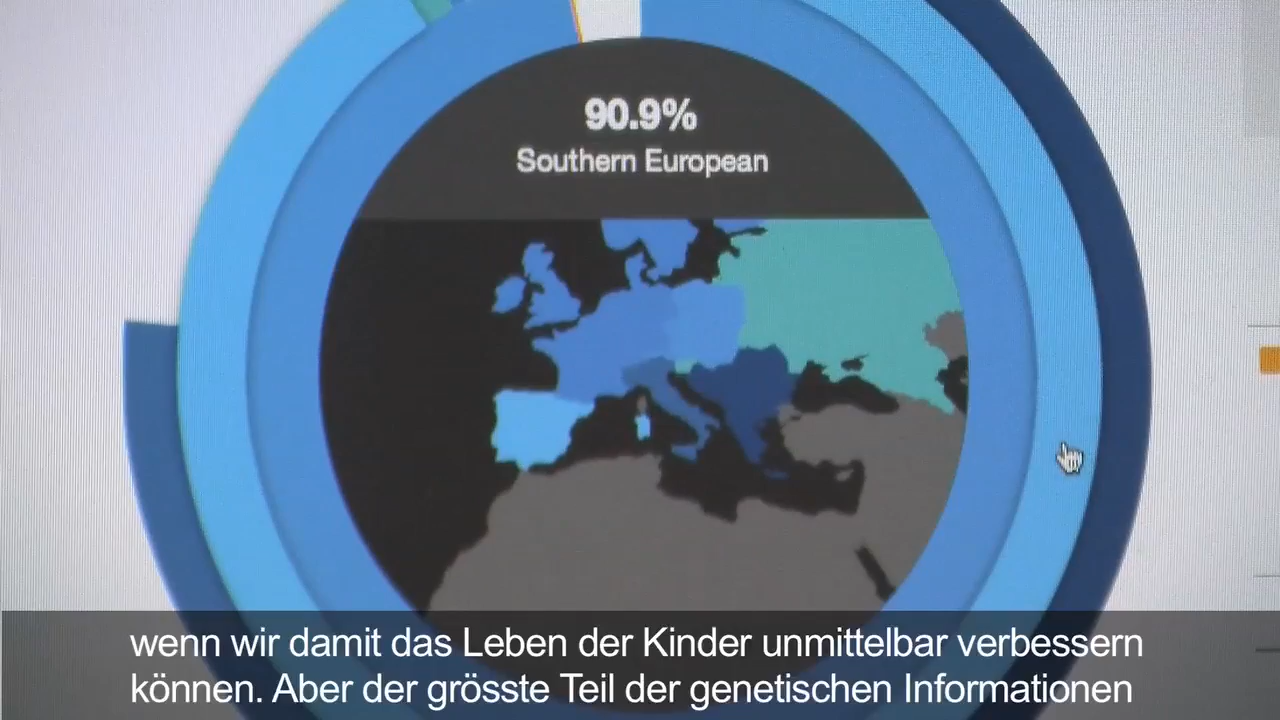 90.9%
Southern European
wenn wir damit das Leben der Kinder unmittelbar verbessern
können. Aber der grösste Teil der genetischen Informationen